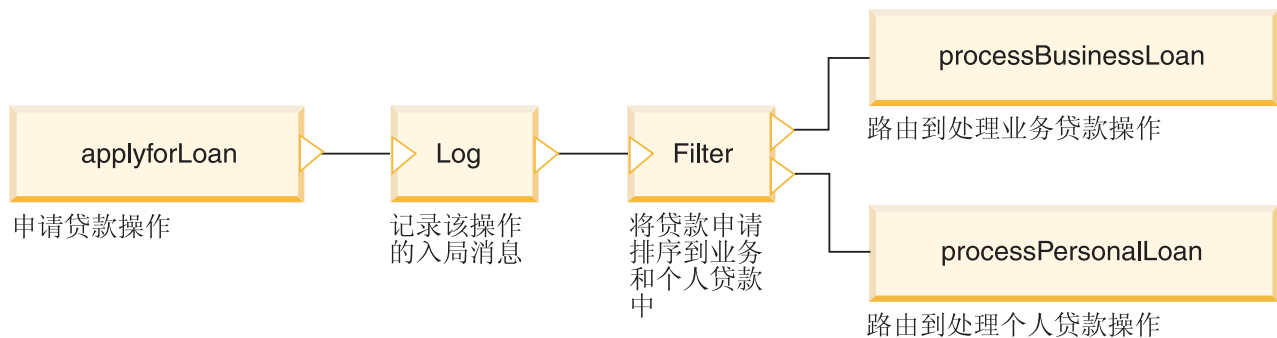 applyforLoan
申请贷款操作
Log
记录该操作
的入局消息
Filter
将贷款申请
排序到业务
和个人贷款
中
processBusinessLoan
路由到处理业务贷款操作
processPersonalLoan
路由到处理个人贷款操作